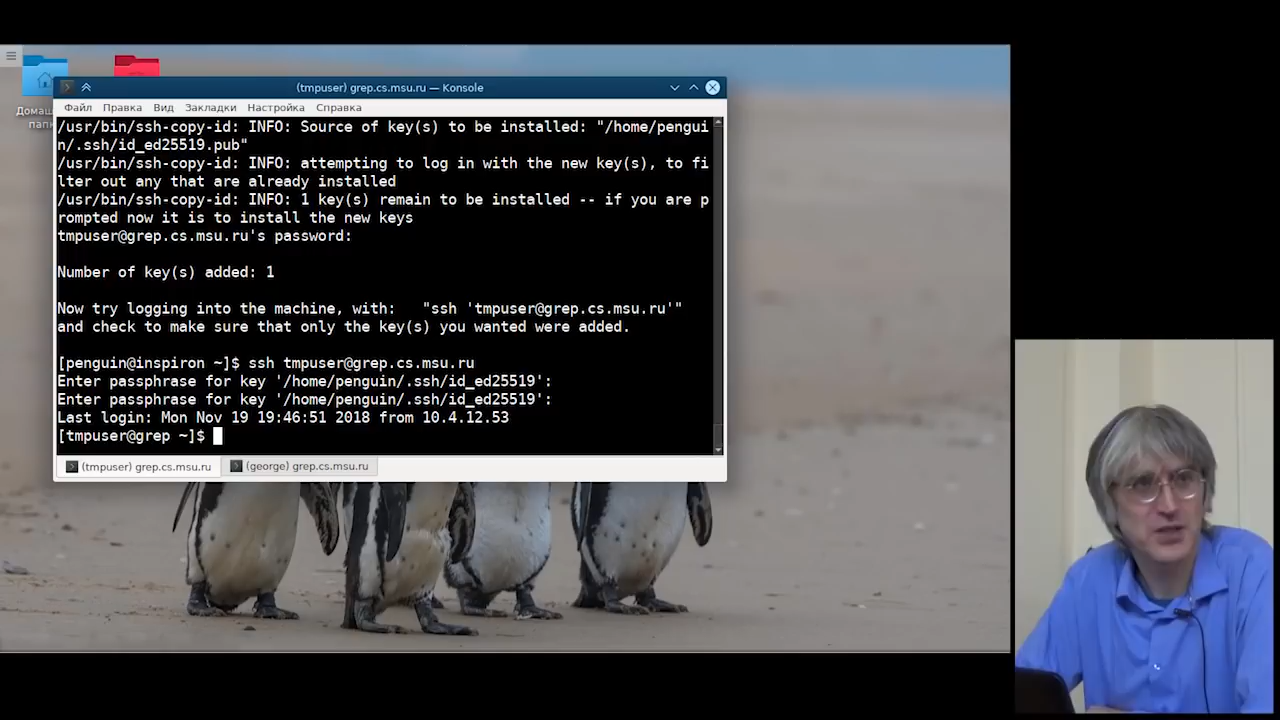 Домаш
пап
(tmpuser) grep.cs.msu.ru — Konsole
Файл Правка Вид Закладки Настройка Справка
/usr/bin/ssh-copy-id: INFO: Source of key(s) to be installed: "/home/pengui
n/.ssh/id_ed25519.pub"
/usr/bin/ssh-copy-id: INFO: attempting to log in with the new key(s), to fi
lter out any that are already installed
/usr/bin/ssh-copy-id: INFO: 1 key(s) remain to be installed -- if you are p
rompted now it is to install the new keys
tmpuser@grep.cs.msu.ru's password:
Number of key(s) added: 1
Now try logging into the machine, with:   "ssh 'tmpuser@grep.cs.msu.ru'"
and check to make sure that only the key(s) you wanted were added.
[penguin@inspiron ~]$ ssh tmpuser@grep.cs.msu.ru
Enter passphrase for key '/home/penguin/.ssh/id_ed25519':
Enter passphrase for key '/home/penguin/.ssh/id_ed25519':
Last login: Mon Nov 19 19:46:51 2018 from 10.4.12.53
[tmpuser@grep ~]$
(tmpuser) grep.cs.msu.ru (george) grep.cs.msu.ru